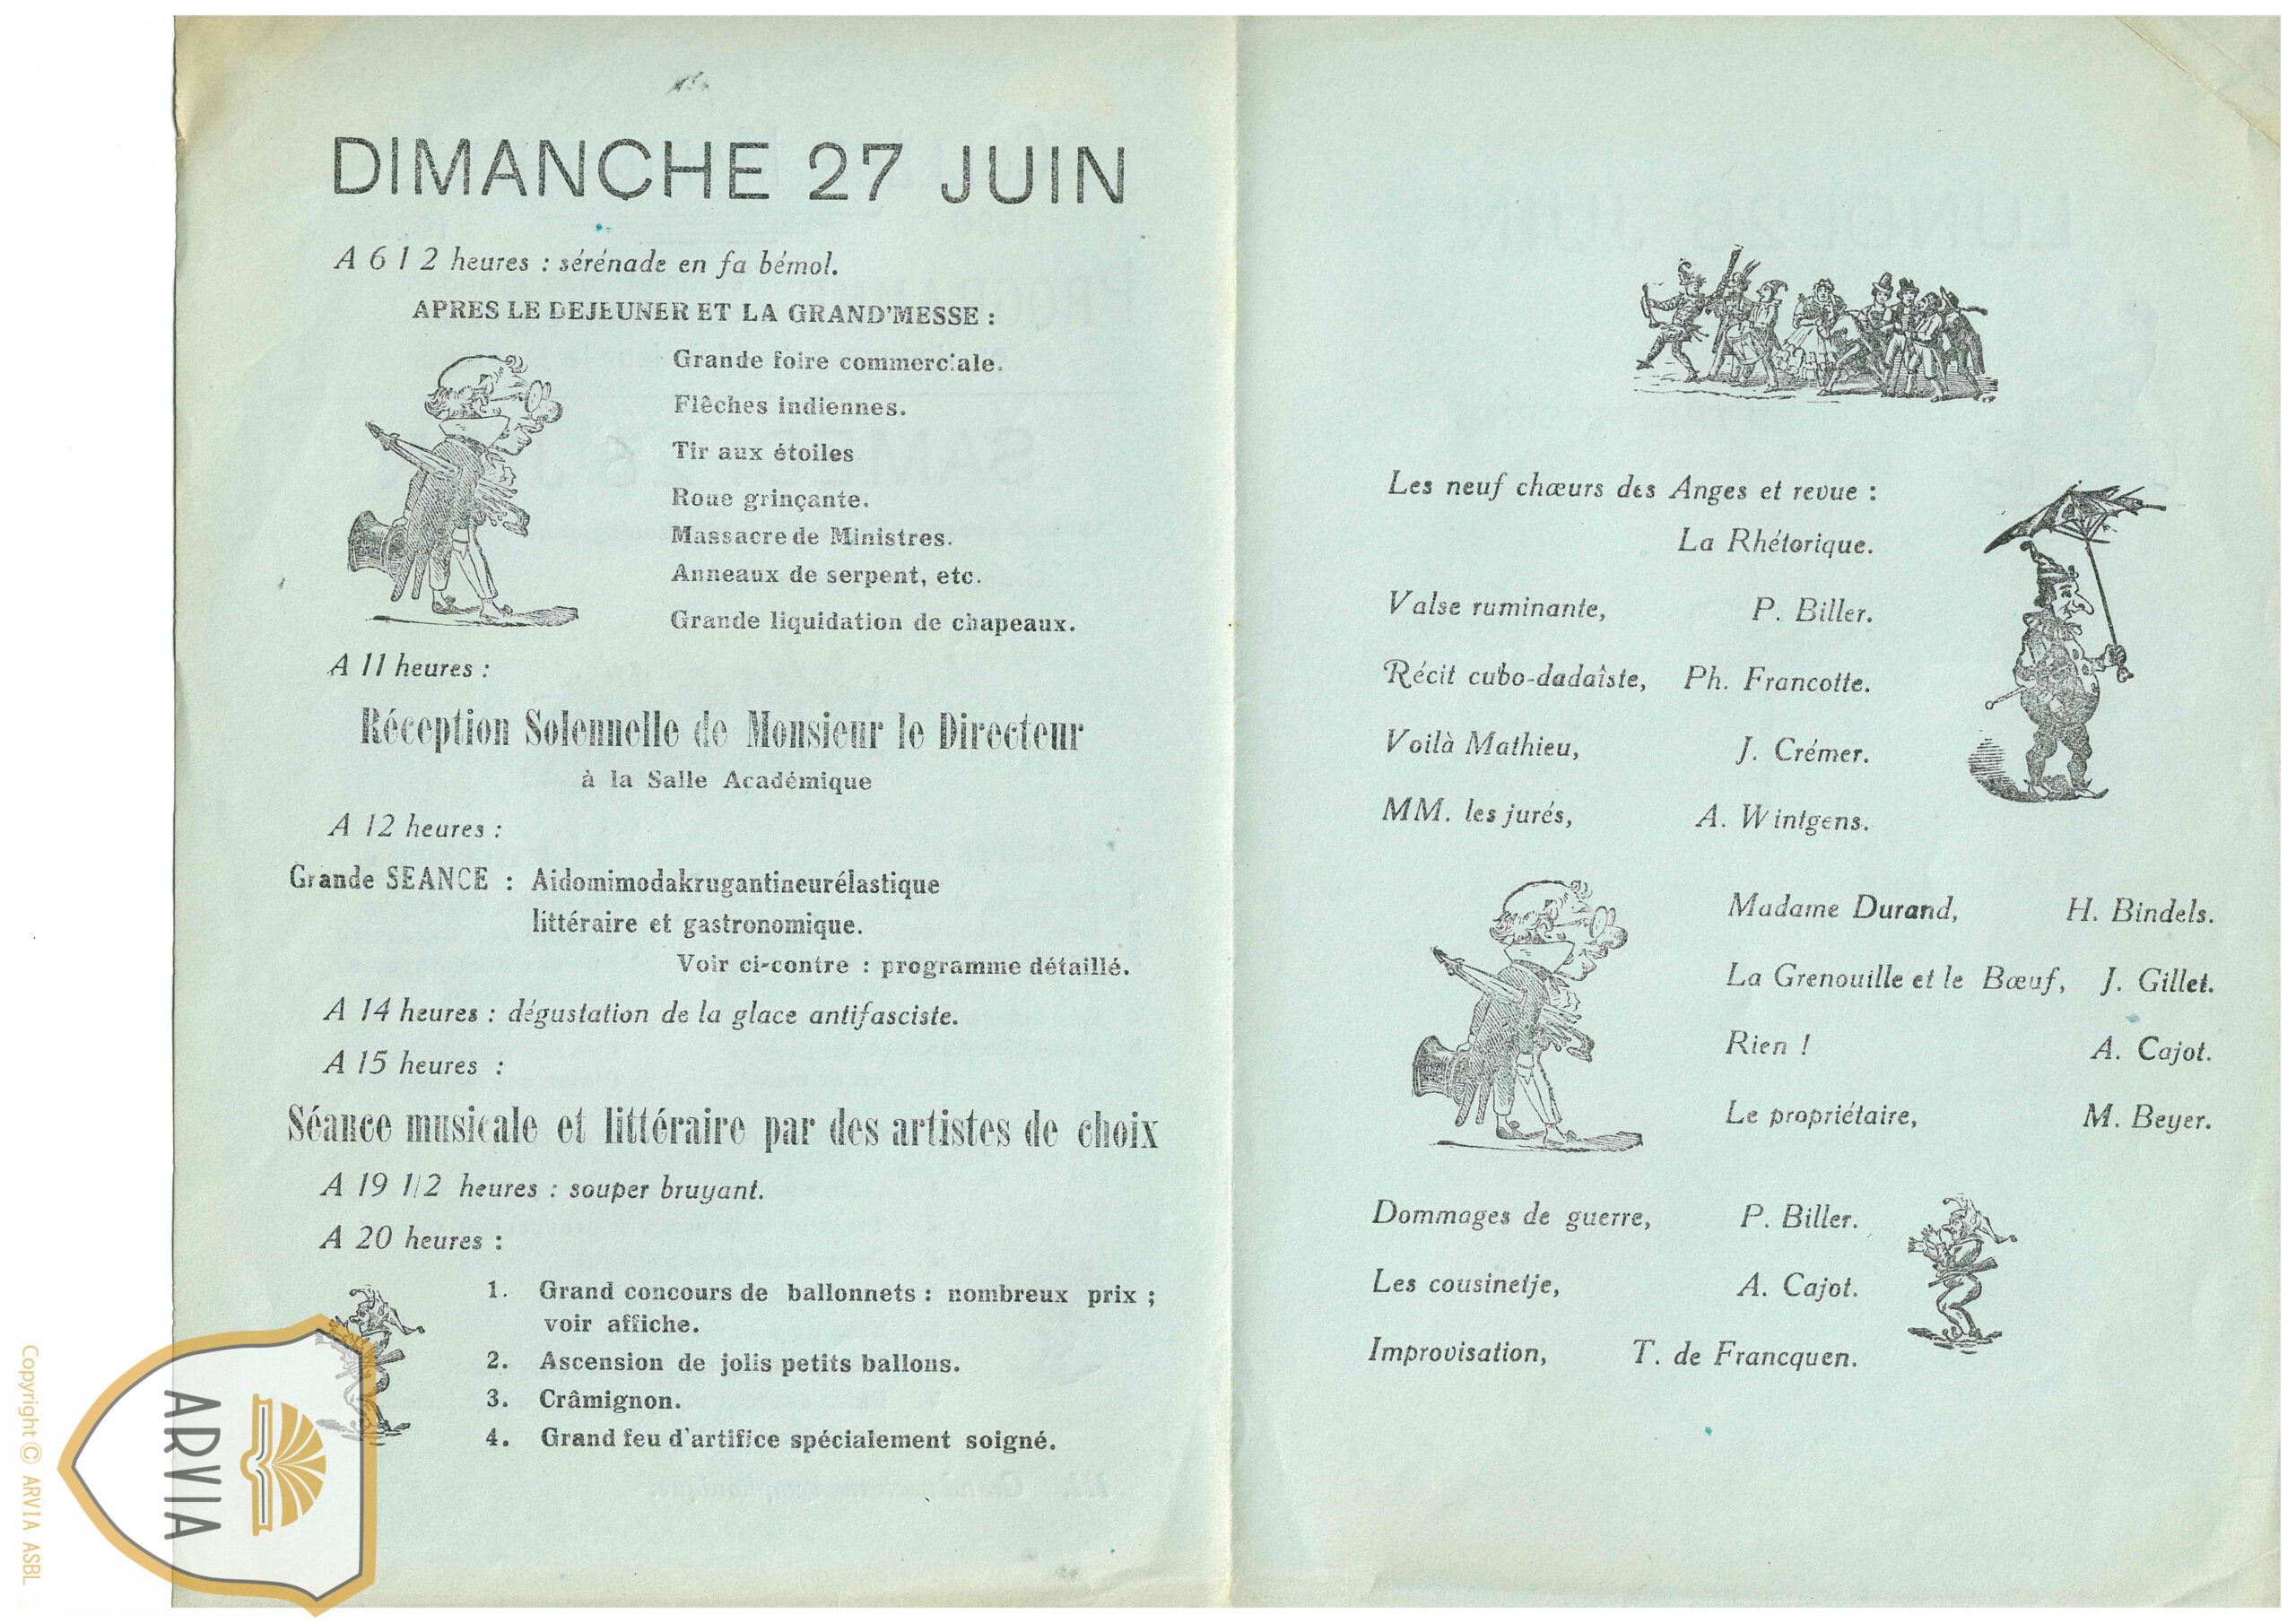 DIMANCHE 27 JUIN
A 6 1 2 heures : sérénade en fa bémol.
APRES LE DEJEUNER ET LA GRAND'MESSE :
Grande foire commerciale.
Flêches indiennes.
Tir aux étoiles
Roue grinçante.
Massacre de Ministres.
Anneaux de serpent, etc.
Grande liquidation de chapeaux.
A 11 heures :
Réception Solennelle de Monsieur le Directeur
à la Salle Académique
A 12 heures :
Grande SEANCE : Aidomimodakrugantineurélastique
littéraire et gastronomique.
Voir ci-contre : programme détaillé.
A 14 heures : dégustation de la glace antifasciste.
A 15 heures :
Séance musicale et littéraire par des artistes de choix
A 19 1/2 heures : souper bruyant.
A 20 heures :
1. Grand concours de ballonnets : nombreux prix ;
voir affiche.
2. Ascension de jolis petits ballons.
3. Crâmignon.
4. Grand feu d'artifice spécialement soigné.
Les neuf chœurs des Anges et revue :
La Rhétorique.
Valse ruminante, P. Biller.
Récit cubo-dadaîste, Ph. Francotte.
Voilà Mathieu, J. Crémer.
MM. les jurés, A. Wintgens.
Madame Durand, H. Bindels.
La Grenouille et le Bœuf, J. Gillet.
Rien ! A. Cajot.
Le propriétaire, M. Beyer.
Dommages de guerre, P. Biller.
Les cousinetje, A. Cajot.
Improvisation, T. de Francquen.
ARVIA
Copyright © ARVIA ASBL